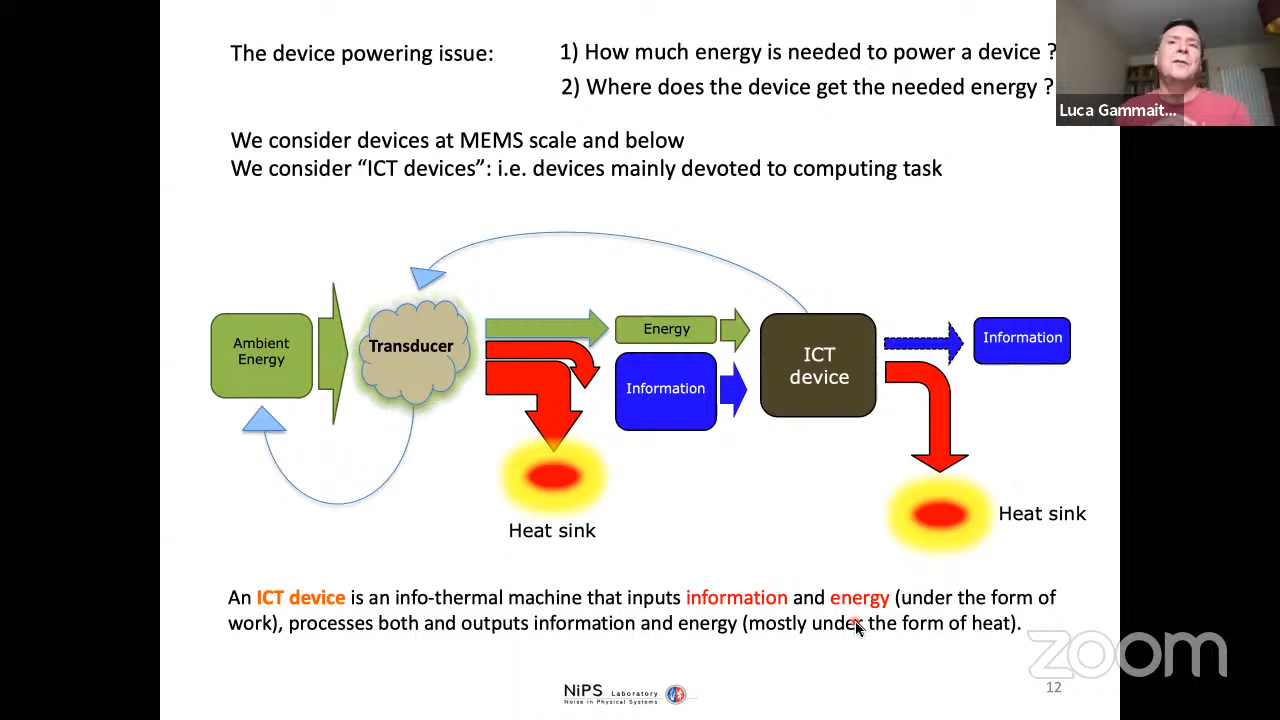 The device powering issue:
1) How much energy is needed to power a device ?
2) Where does the device get the needed energy ?
Luca Gammait...
We consider devices at MEMS scale and below
We consider “ICT devices”: i.e. devices mainly devoted to computing task
Ambient
Energy
Transducer
Energy
Information
ICT
device
Information
Heat sink
Heat sink
An ICT device is an info-thermal machine that inputs information and energy (under the form of
work), processes both and outputs information and energy (mostly under the form of heat).
zoom
12
NiPS Laboratory
Noise in Physical Systems